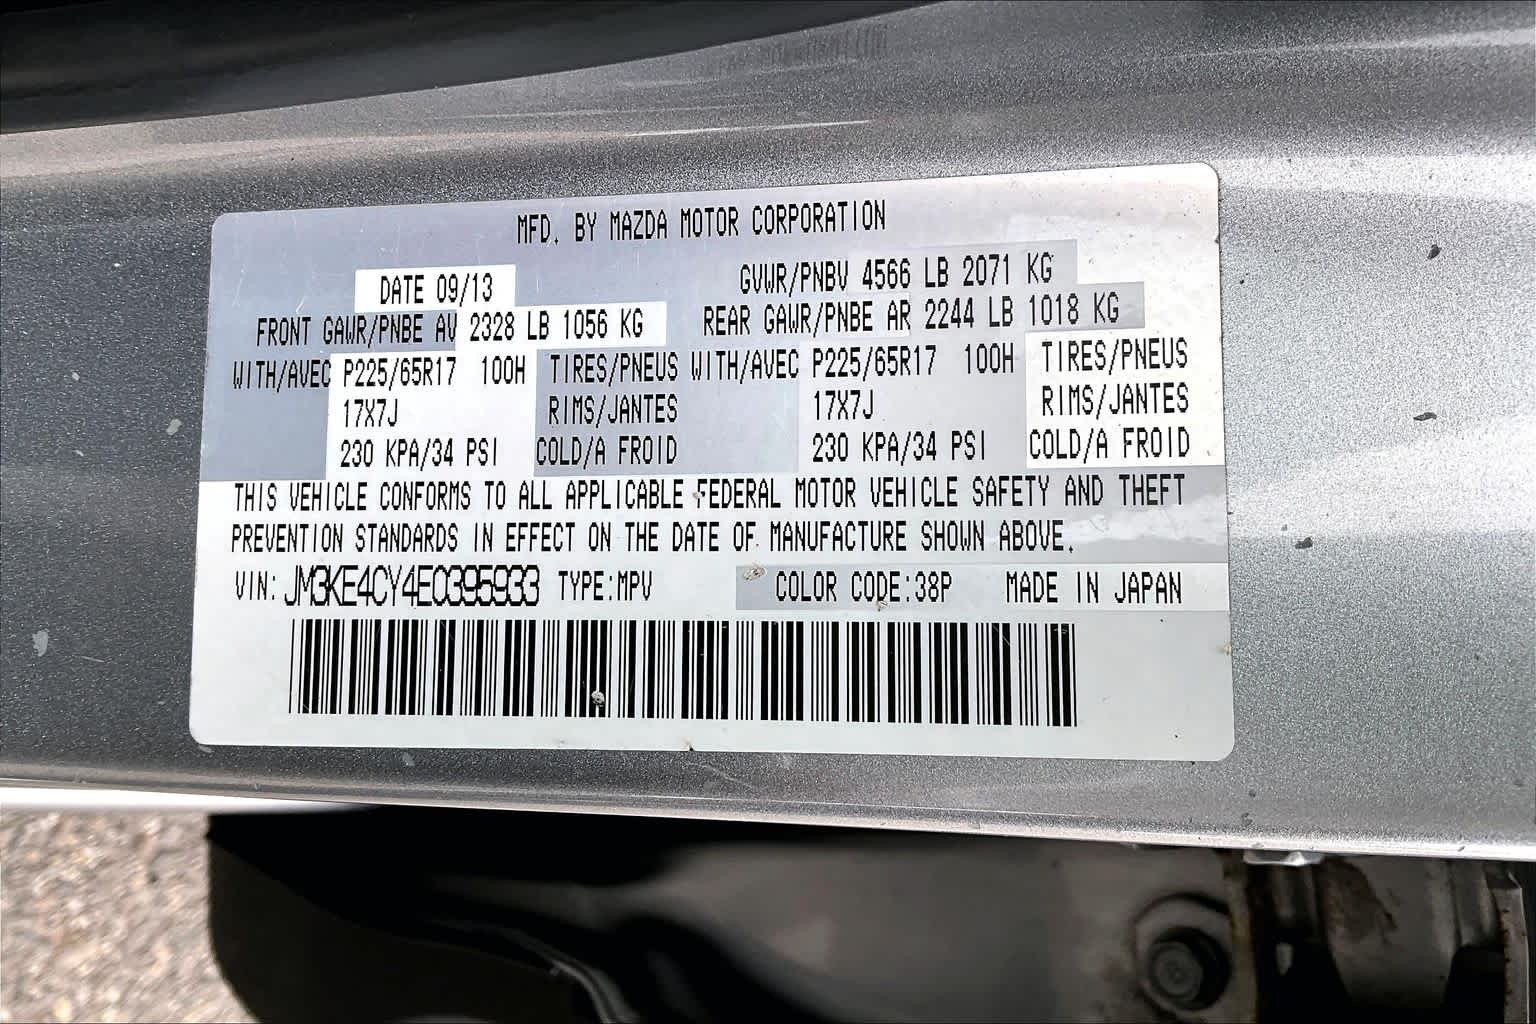 MFD. BY MAZDA MOTOR CORPORATION
DATE 09/13 GVWR/PNBV 4566 LB 2071 KG
FRONT GAWR/PNBE AV 2328 LB 1056 KG REAR GAWR/PNBE AR 2244 LB 1018 KG
WITH/AVEC P225/65R17 100H TIRES/PNEUS WITH/AVEC P225/65R17 100H TIRES/PNEUS
17X7J RIMS/JANTES 17X7J RIMS/JANTES
230 KPA/34 PSI COLD/A FROID 230 KPA/34 PSI COLD/A FROID
THIS VEHICLE CONFORMS TO ALL APPLICABLE FEDERAL MOTOR VEHICLE SAFETY AND THEFT
PREVENTION STANDARDS IN EFFECT ON THE DATE OF MANUFACTURE SHOWN ABOVE.
VIN: JM3KE4CY4E0395933 TYPE:MPV COLOR CODE:38P MADE IN JAPAN